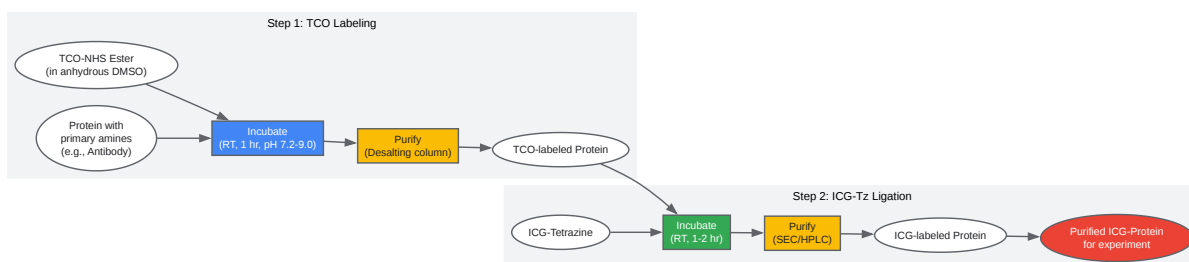 Step 1: TCO Labeling
TCO-NHS Ester
(in anhydrous DMSO)
Protein with
primary amines
(e.g., Antibody)
Incubate
(RT, 1 hr, pH 7.2-9.0)
Purify
(Desalting column)
TCO-labeled Protein
Step 2: ICG-Tz Ligation
ICG-Tetrazine
Incubate
(RT, 1-2 hr)
Purify
(SEC/HPLC)
ICG-labeled Protein
Purified ICG-Protein
for experiment